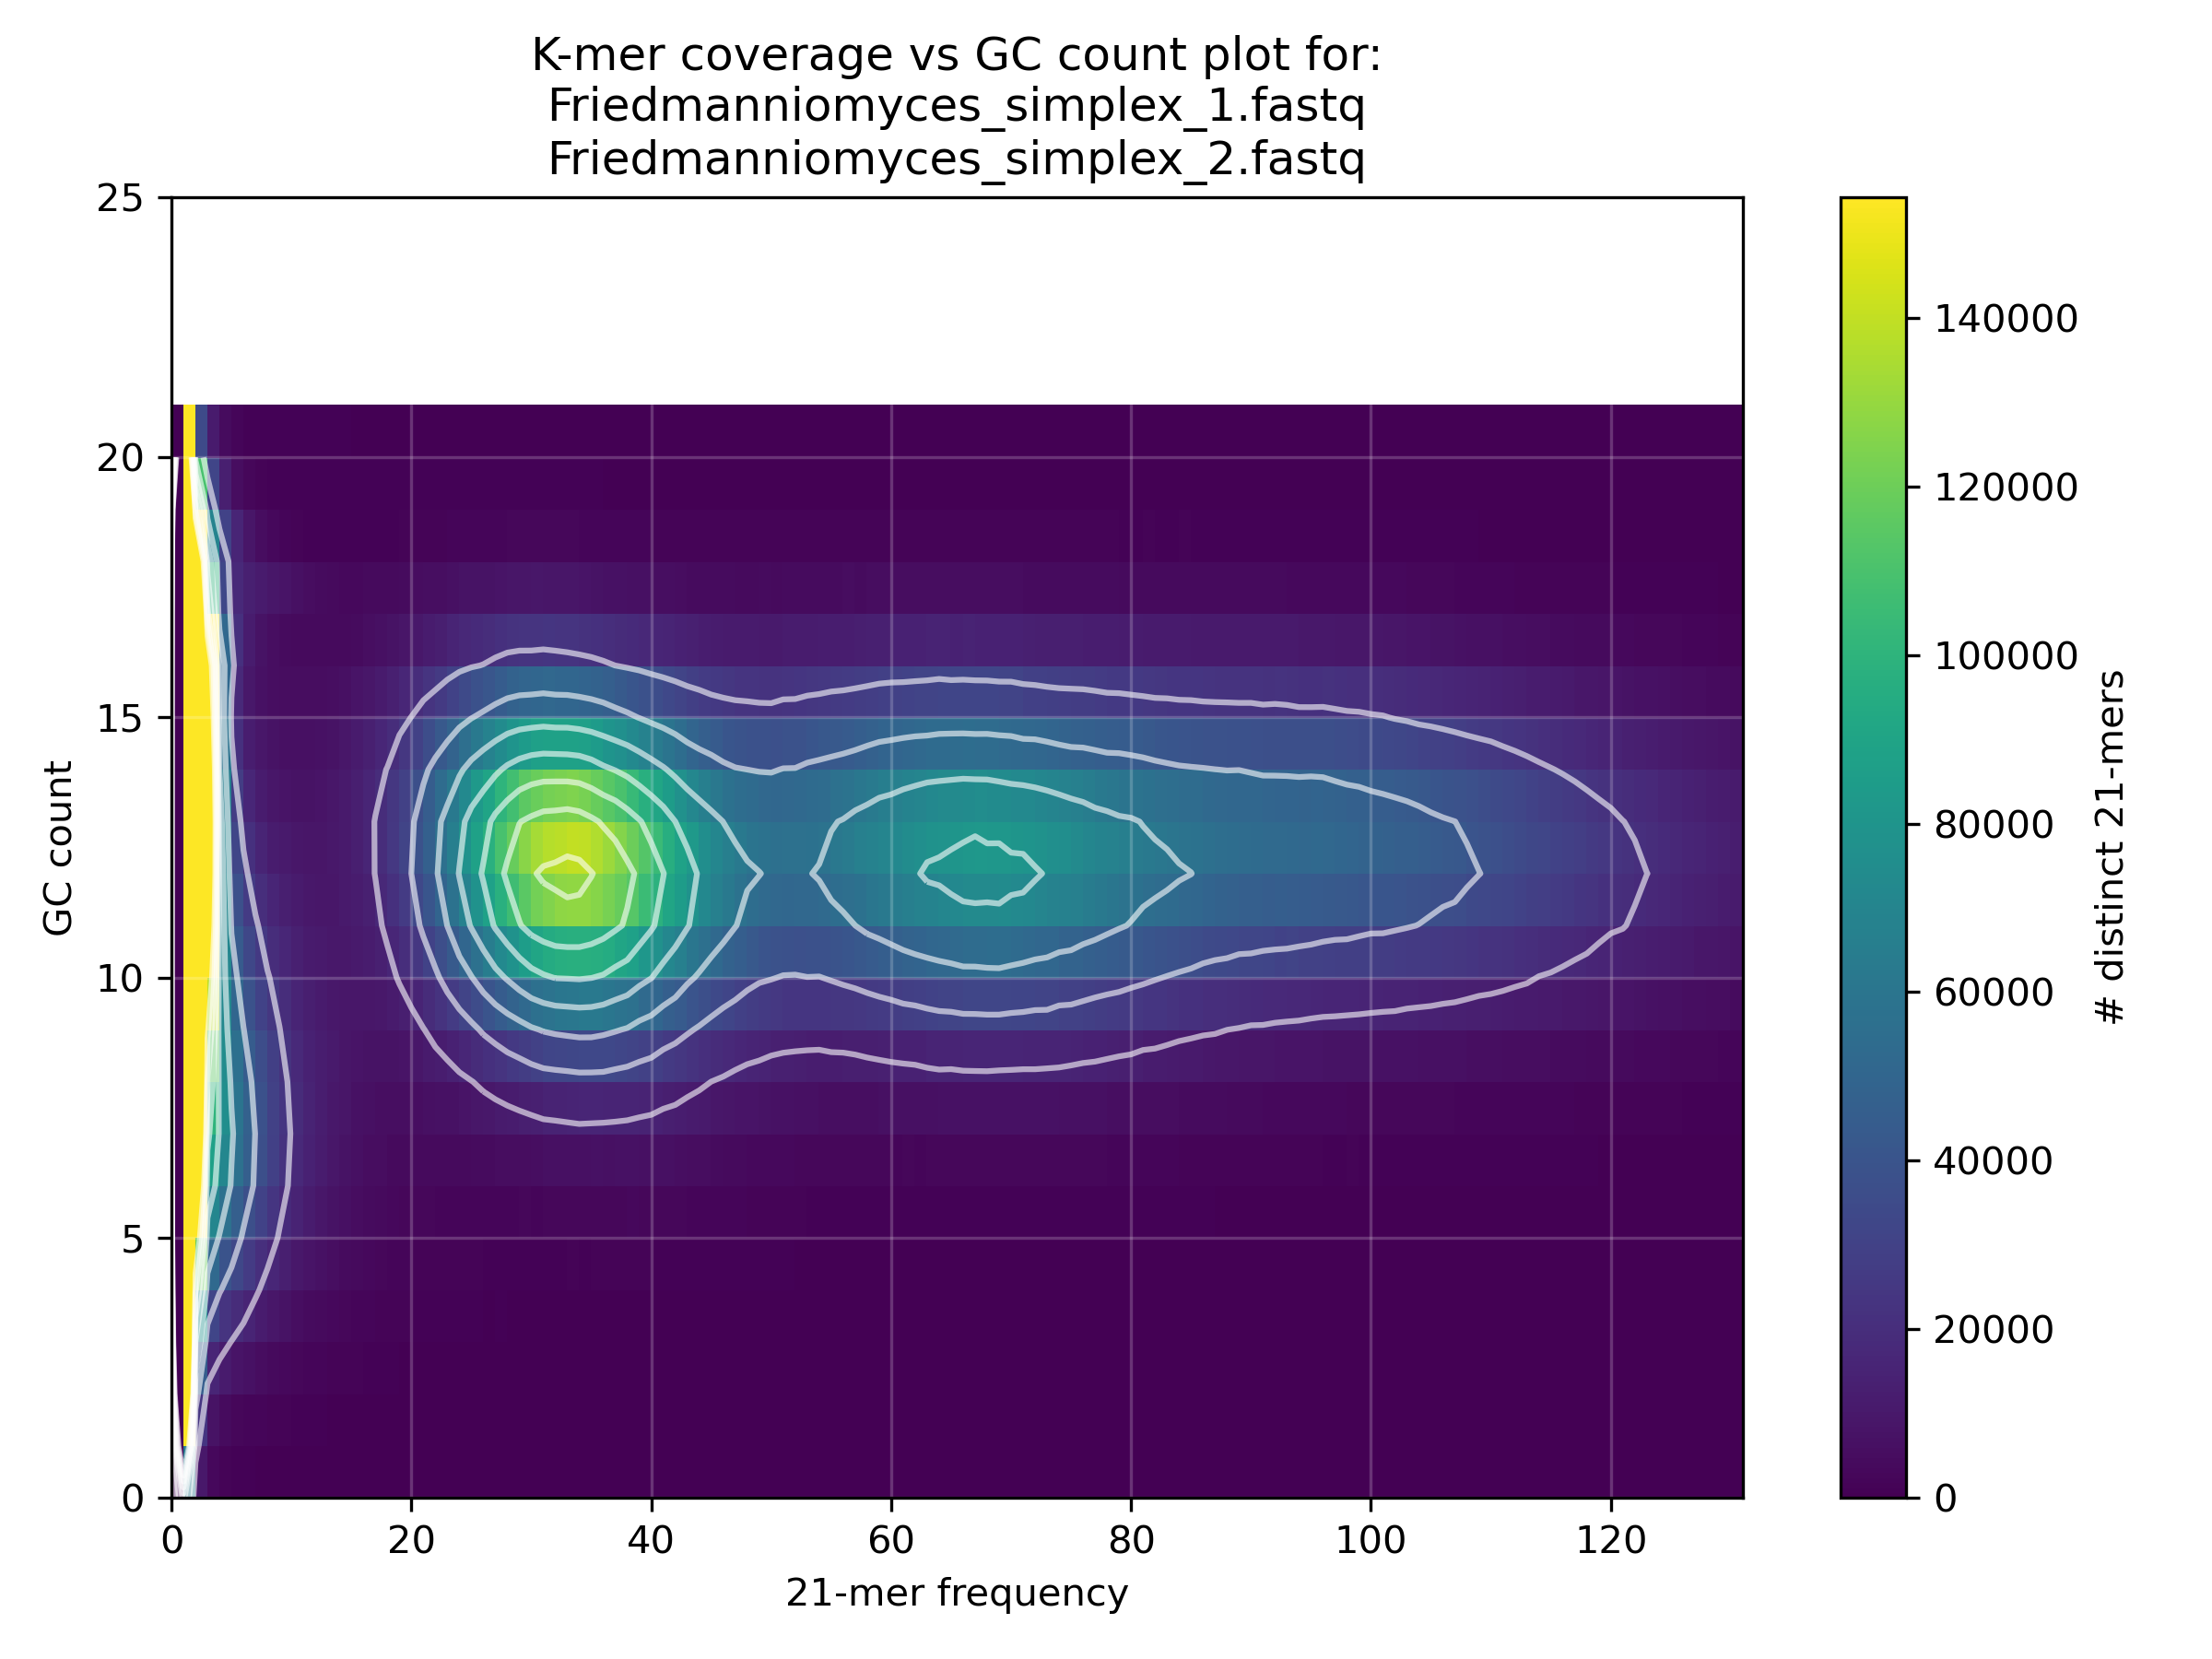 K-mer coverage vs GC count plot for:
Friedmanniomyces_simplex_1.fastq
Friedmanniomyces_simplex_2.fastq
25
20
15
10
5
0
GC count
0 20 40 60 80 100 120
21-mer frequency
140000
120000
100000
80000
60000
40000
20000
0
# distinct 21-mers